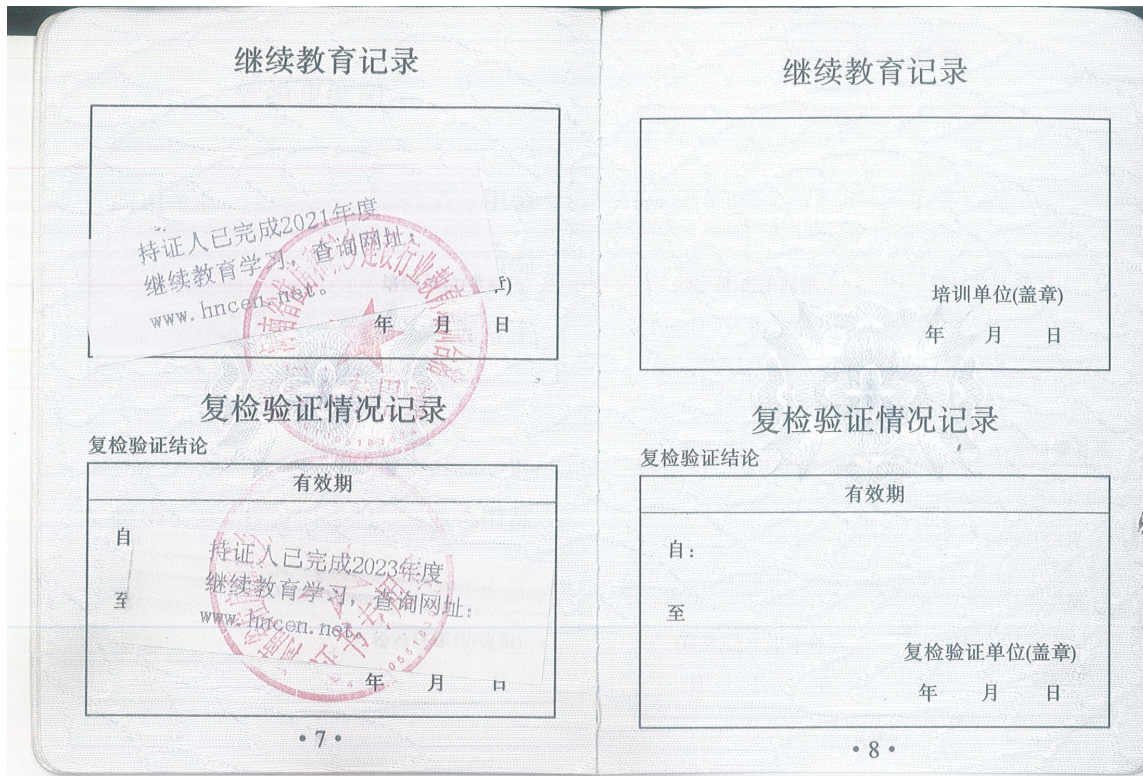 继续教育记录
持证人已完成2021年度
继续教育学习，查询网址：
www.hncen.net。
年 月 日
复检验证情况记录
复检验证结论
有效期
自
持证人已完成2023年度
继续教育学习，查询网址：
www.hncen.net。
至
年 月 日
•7•
继续教育记录
培训单位(盖章)
年 月 日
复检验证情况记录
复检验证结论
有效期
自：
至
复检验证单位(盖章)
年 月 日
•8•